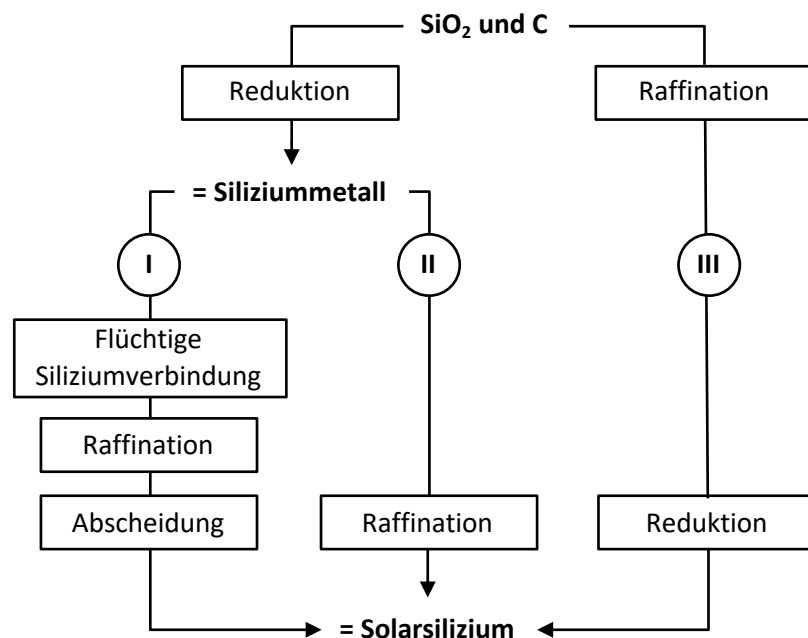 SiO₂ und C
Reduktion
Raffination
= Siliziummetall
I
II
III
Flüchtige
Siliziumverbindung
Raffination
Abscheidung
Raffination
Reduktion
= Solarsilizium